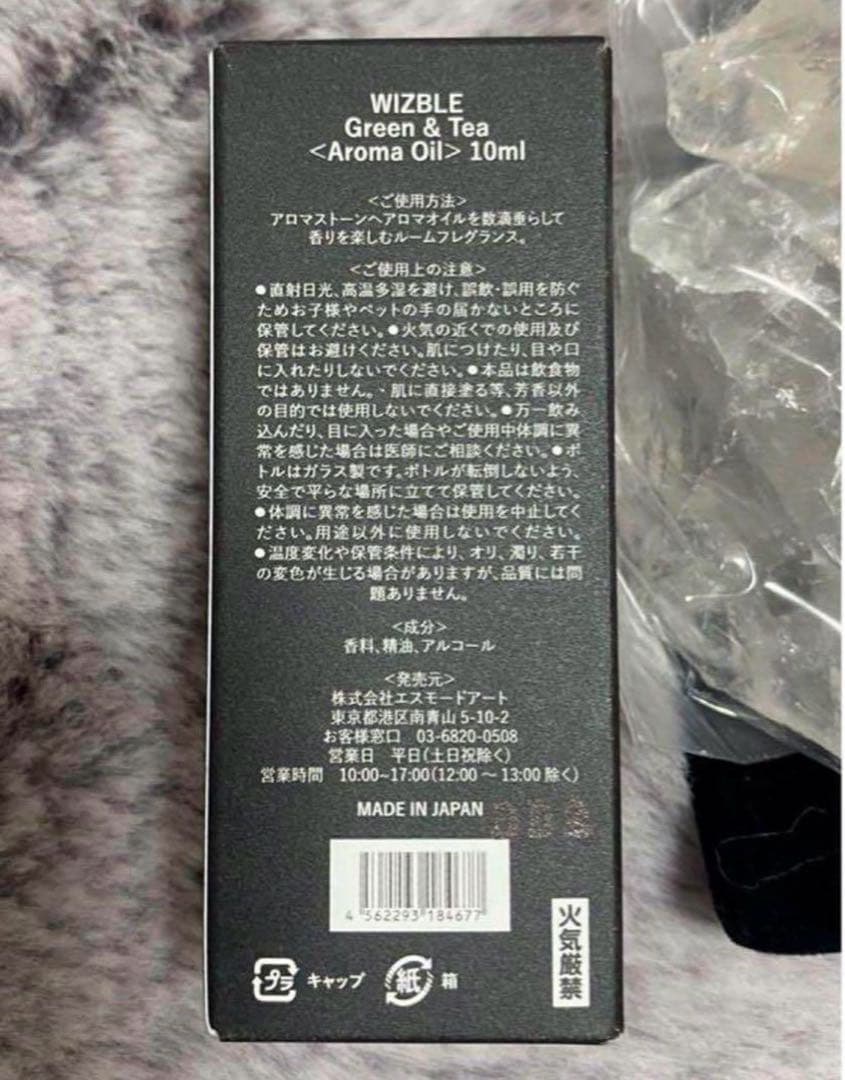 WIZBLE
Green & Tea
<Aroma Oil> 10ml
<ご使用方法>
アロマストーンへアロマオイルを数滴垂らして
香りを楽しむルームフレグランス。
<ご使用上の注意>
●直射日光、高温多湿を避け、誤飲・誤用を防ぐ
ためお子様やペットの手の届かないところに
保管してください。●火気の近くでの使用及び
保管はお避けください。肌につけたり、目や口
に入れたりしないでください。●本品は飲食物
ではありません。・肌に直接塗る等、芳香以外
の目的では使用しないでください。●万一飲み
込んだり、目に入った場合やご使用中体調に異
常を感じた場合は医師にご相談ください。●ボ
トルはガラス製です。ボトルが転倒しないよう、
安全で平らな場所に立てて保管してください。
●体調に異常を感じた場合は使用を中止してく
ださい。用途以外に使用しないでください。
●温度変化や保管条件により、オリ、濁り、若干
の変色が生じる場合がありますが、品質には問
題ありません。
<成分>
香料、精油、アルコール
<発売元>
株式会社エスモードアート
東京都港区南青山 5-10-2
お客様窓口 03-6820-0508
営業日 平日(土日祝除く)
営業時間 10:00~17:00(12:00 ～ 13:00 除く)
MADE IN JAPAN
4 562293 184677
火気厳禁
プラ キャップ 紙 箱